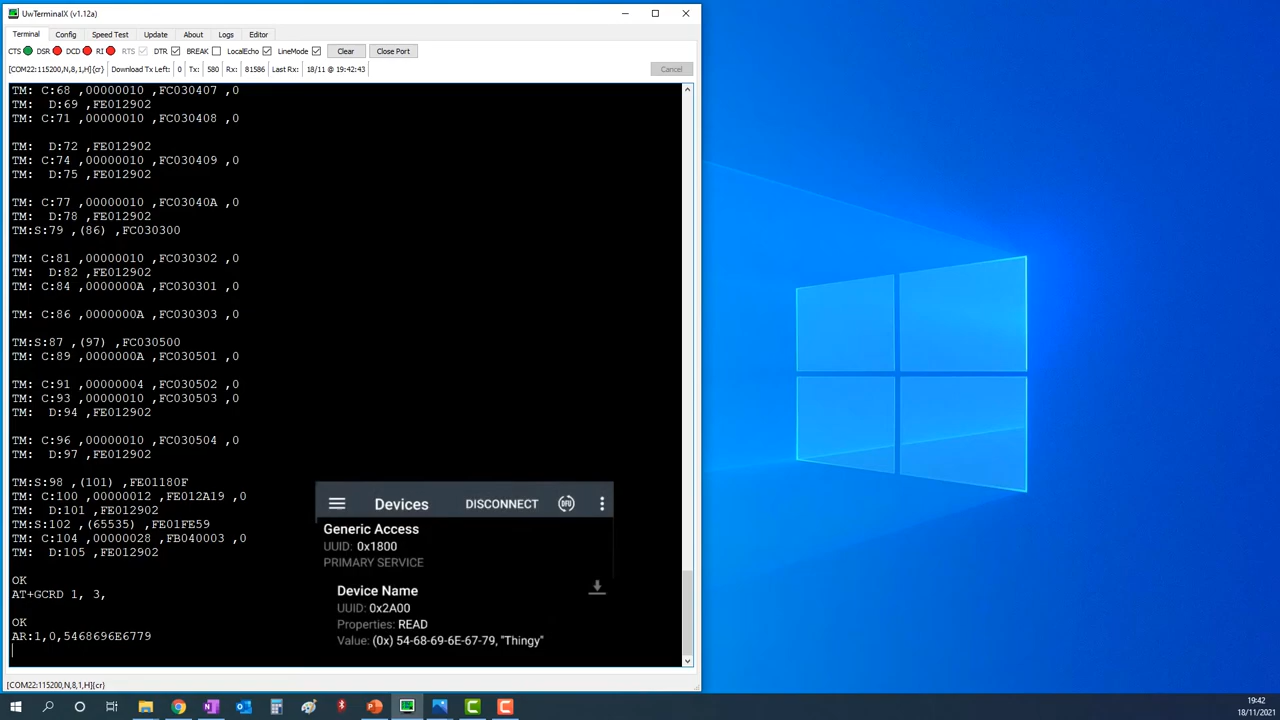 UwTerminalX (v1.12a)
Terminal Config Speed Test Update About Logs Editor
CTS DSR DCD RI RTS DTR BREAK LocalEcho LineMode Clear Close Port
[COM22:115200,N,8,1,H]{cr} Download Tx Left: 0 Tx: 580 Rx: 81586 Last Rx: 18/11 @ 19:42:43 Cancel
TM: C:68 ,00000010 ,FC030407 ,0
TM:  D:69 ,FE012902
TM: C:71 ,00000010 ,FC030408 ,0
TM:  D:72 ,FE012902
TM: C:74 ,00000010 ,FC030409 ,0
TM:  D:75 ,FE012902
TM: C:77 ,00000010 ,FC03040A ,0
TM:  D:78 ,FE012902
TM:S:79 ,(86) ,FC030300
TM: C:81 ,00000010 ,FC030302 ,0
TM:  D:82 ,FE012902
TM: C:84 ,0000000A ,FC030301 ,0
TM: C:86 ,0000000A ,FC030303 ,0
TM:S:87 ,(97) ,FC030500
TM: C:89 ,0000000A ,FC030501 ,0
TM: C:91 ,00000004 ,FC030502 ,0
TM: C:93 ,00000010 ,FC030503 ,0
TM:  D:94 ,FE012902
TM: C:96 ,00000010 ,FC030504 ,0
TM:  D:97 ,FE012902
TM:S:98 ,(101) ,FE01180F
TM: C:100 ,00000012 ,FE012A19 ,0
TM:  D:101 ,FE012902
TM:S:102 ,(65535) ,FE01FE59
TM: C:104 ,00000028 ,FB040003 ,0
TM:  D:105 ,FE012902
OK
AT+GCRD 1, 3,
OK
AR:1,0,5468696E6779
Devices DISCONNECT DFU
Generic Access
UUID: 0x1800
PRIMARY SERVICE
Device Name
UUID: 0x2A00
Properties: READ
Value: (0x) 54-68-69-6E-67-79, "Thingy"
[COM22:115200,N,8,1,H]{cr}
19:42
18/11/2021